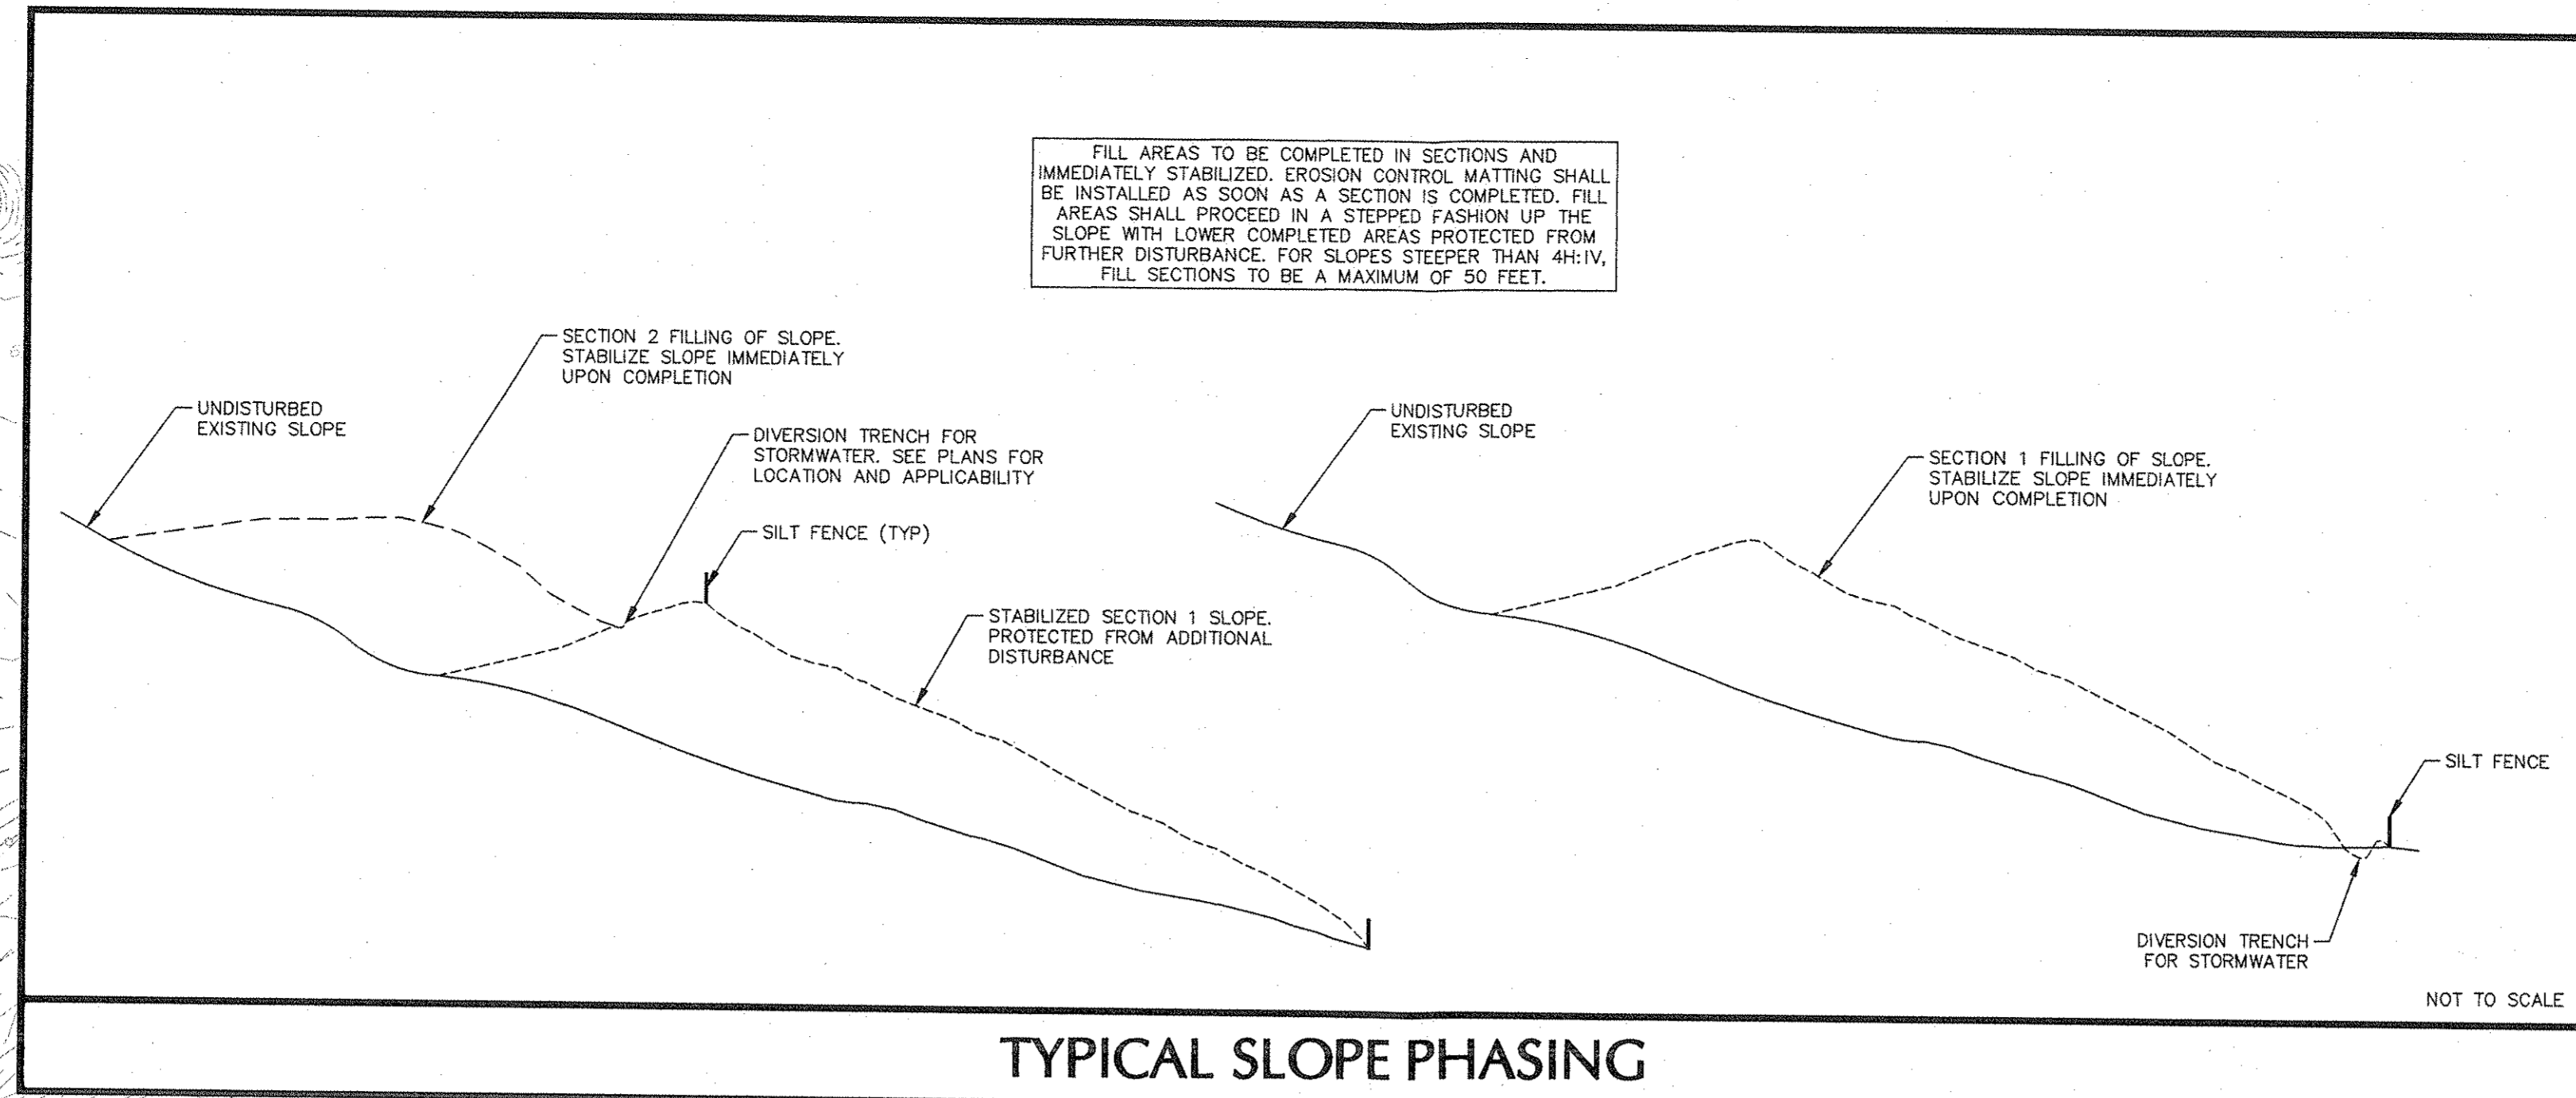 FILL AREAS TO BE COMPLETED IN SECTIONS AND
IMMEDIATELY STABILIZED. EROSION CONTROL MATTING SHALL
BE INSTALLED AS SOON AS A SECTION IS COMPLETED. FILL
AREAS SHALL PROCEED IN A STEPPED FASHION UP THE
SLOPE WITH LOWER COMPLETED AREAS PROTECTED FROM
FURTHER DISTURBANCE. FOR SLOPES STEEPER THAN 4H:IV,
FILL SECTIONS TO BE A MAXIMUM OF 50 FEET.
SECTION 2 FILLING OF SLOPE.
STABILIZE SLOPE IMMEDIATELY
UPON COMPLETION
UNDISTURBED
EXISTING SLOPE
DIVERSION TRENCH FOR
STORMWATER. SEE PLANS FOR
LOCATION AND APPLICABILITY
SILT FENCE (TYP)
STABILIZED SECTION 1 SLOPE.
PROTECTED FROM ADDITIONAL
DISTURBANCE
UNDISTURBED
EXISTING SLOPE
SECTION 1 FILLING OF SLOPE.
STABILIZE SLOPE IMMEDIATELY
UPON COMPLETION
SILT FENCE
DIVERSION TRENCH
FOR STORMWATER
NOT TO SCALE
TYPICAL SLOPE PHASING